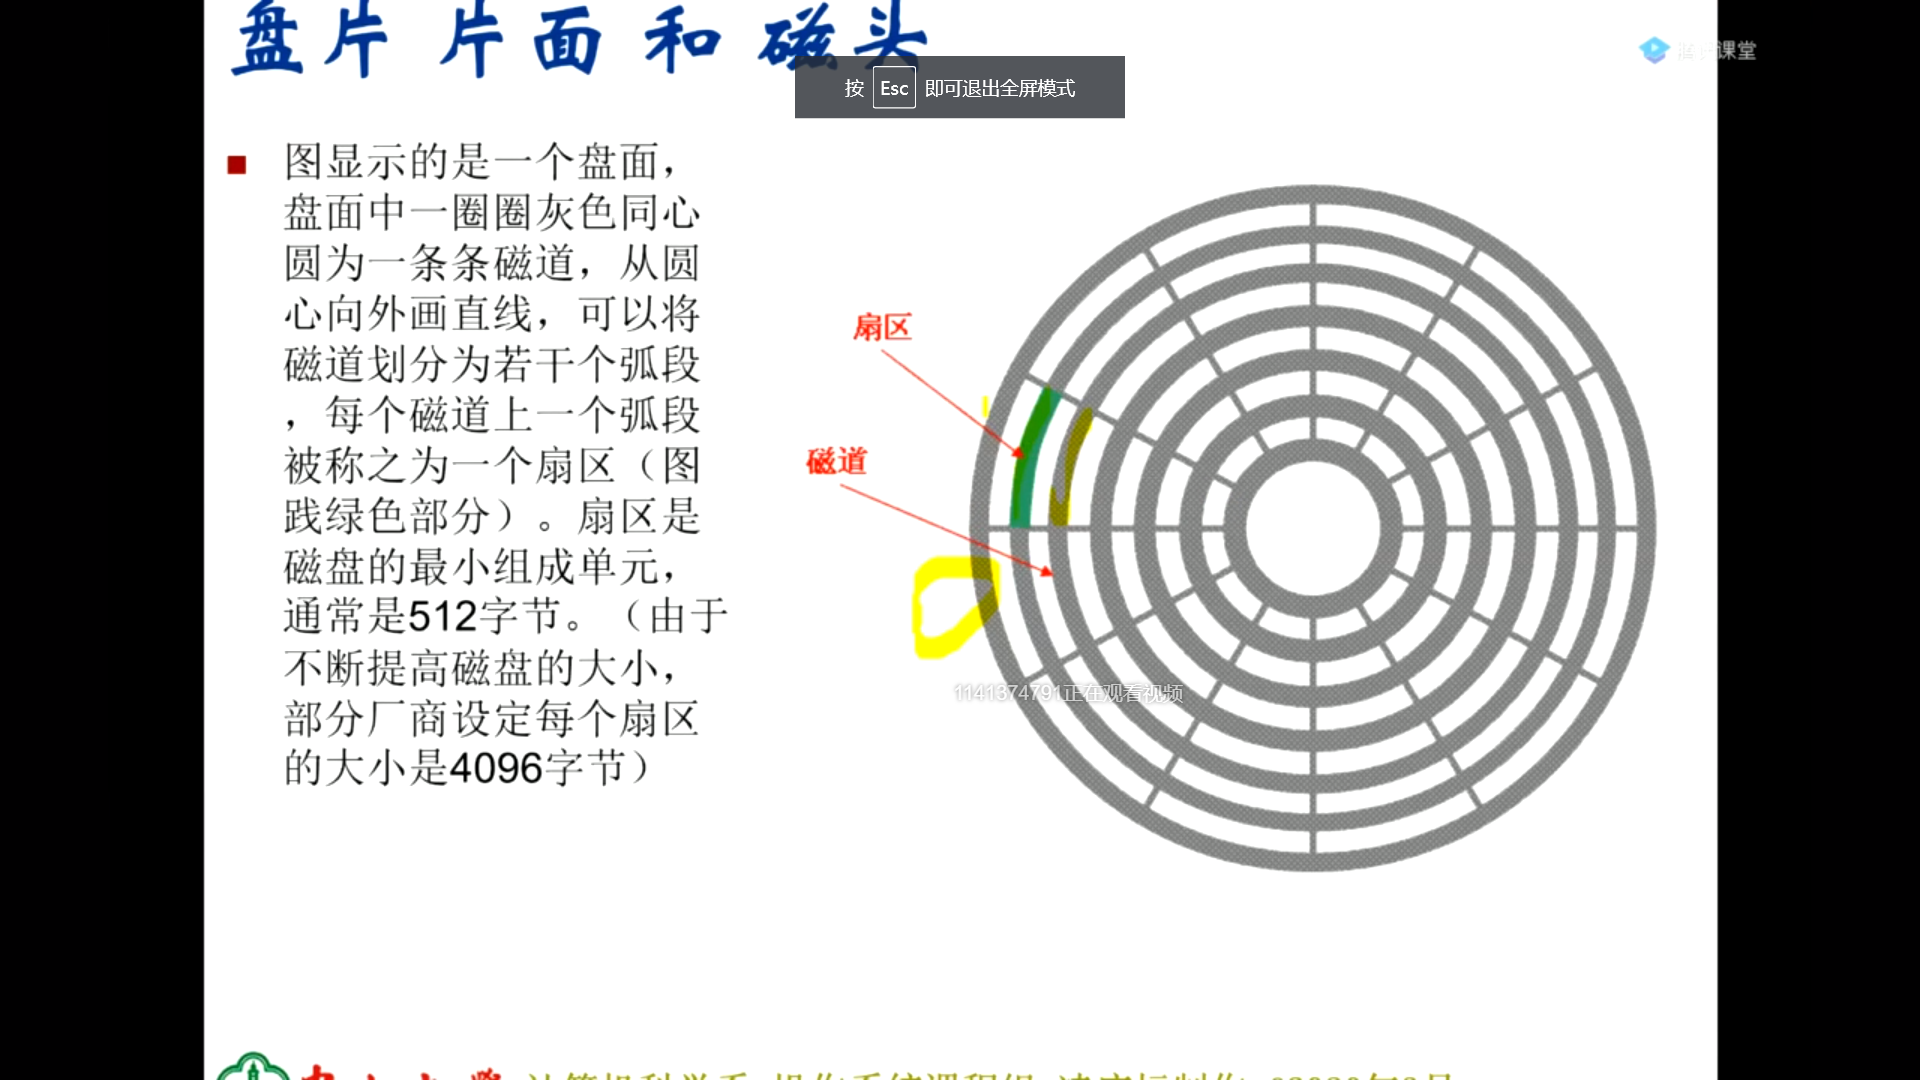 盘片 片面 和 磁头
课堂
按 Esc 即可退出全屏模式
图显示的是一个盘面，
盘面中一圈圈灰色同心
圆为一条条磁道，从圆
心向外画直线，可以将
磁道划分为若干个弧段
，每个磁道上一个弧段
被称之为一个扇区（图
践绿色部分）。扇区是
磁盘的最小组成单元，
通常是512字节。（由于
不断提高磁盘的大小，
部分厂商设定每个扇区
的大小是4096字节）
扇区
磁道
1141374791正在观看视频